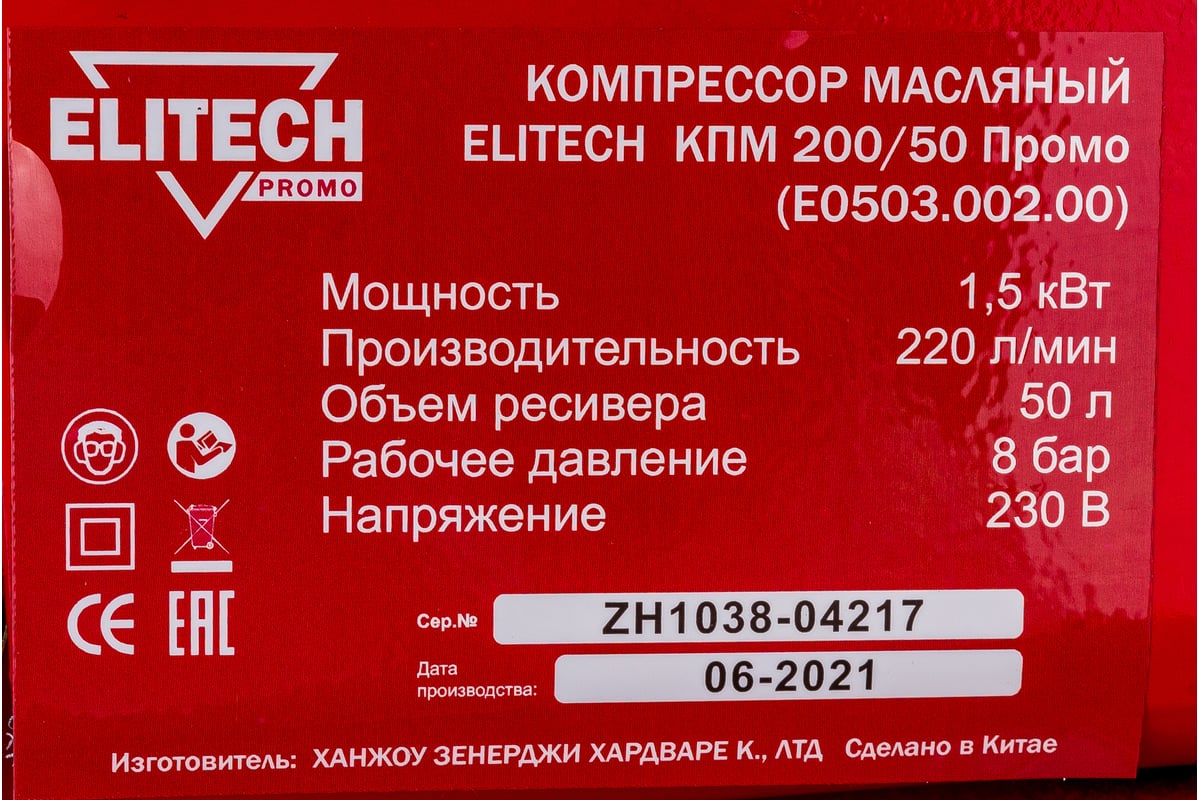 ELITECH
PROMO
КОМПРЕССОР МАСЛЯНЫЙ
ELITECH КПМ 200/50 Промо
(E0503.002.00)
Мощность 1,5 кВт
Производительность 220 л/мин
Объем ресивера 50 л
Рабочее давление 8 бар
Напряжение 230 В
CE EAC
Сер.№ ZH1038-04217
Дата
производства: 06-2021
Изготовитель: ХАНЖОУ ЗЕНЕРДЖИ ХАРДВАРЕ К., ЛТД Сделано в Китае